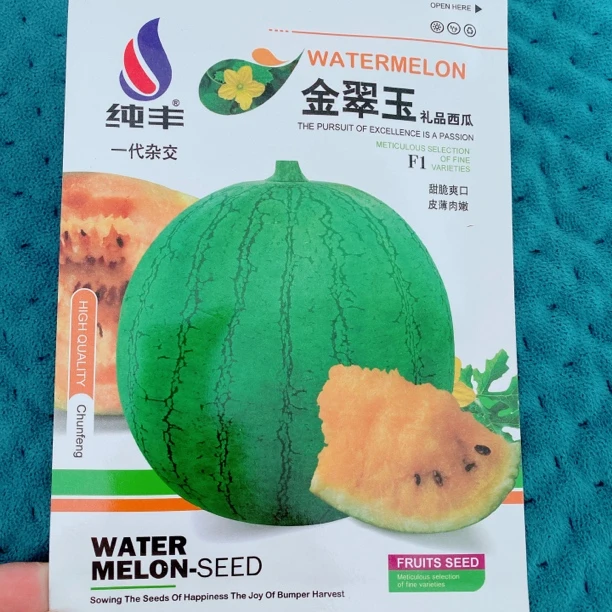 OPEN HERE
WATERMELON
纯丰®
金翠玉 礼品西瓜
THE PURSUIT OF EXCELLENCE IS A PASSION
一代杂交
METICULOUS SELECTION
F1 OF FINE
VARIETIES
甜脆爽口
皮薄肉嫩
HIGH QUALITY
Chunfeng
WATER
MELON-SEED
FRUITS SEED
Meticulous selection
of fine varieties
Sowing The Seeds Of Happiness The Joy Of Bumper Harvest